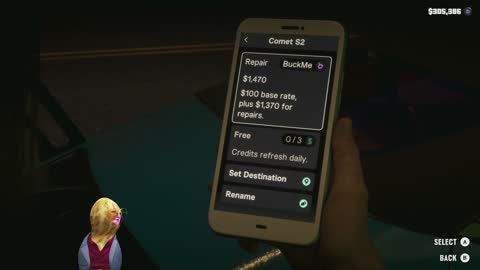 $305,386
Comet S2
Repair BuckMe b
$1,470
$100 base rate,
plus $1,370 for
repairs.
Free 0/3 $
Credits refresh daily.
Set Destination
Rename
SELECT A
BACK B